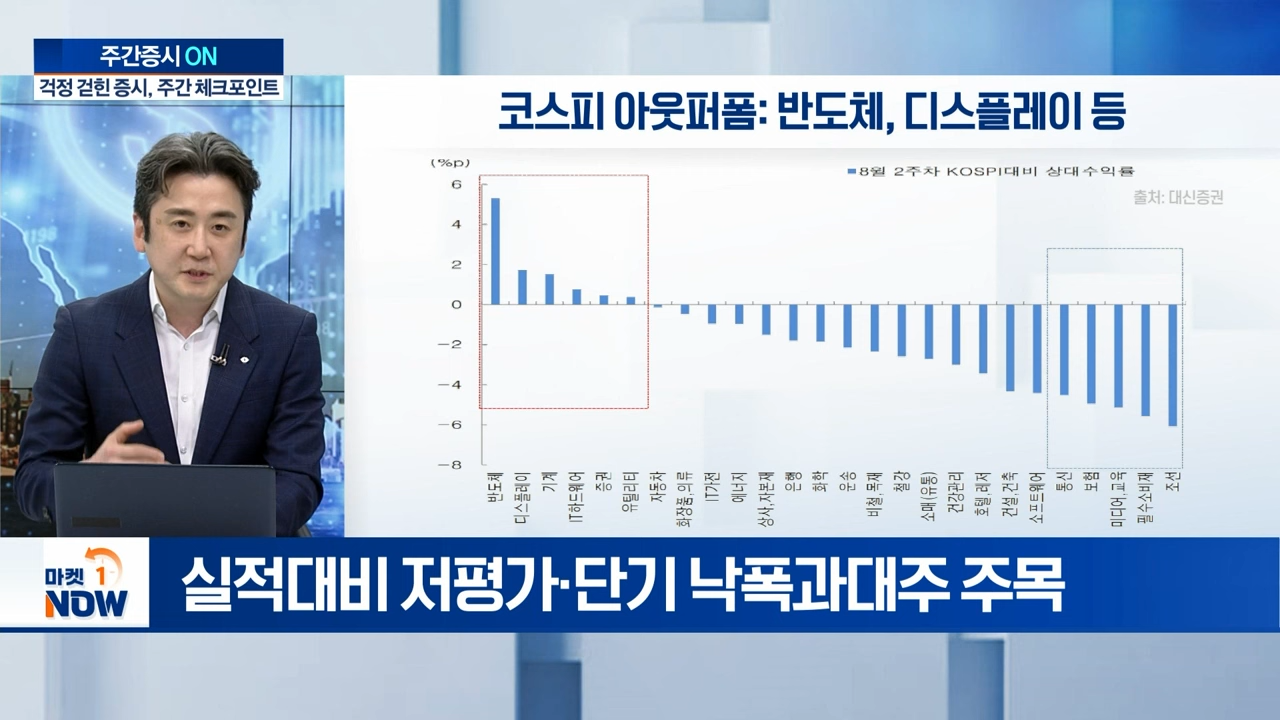 주간증시 ON
걱정 걷힌 증시, 주간 체크포인트
코스피 아웃퍼폼: 반도체, 디스플레이 등
(%p)
8월 2주차 KOSPI대비 상대수익률
출처: 대신증권
6
4
2
0
-2
-4
-6
-8
반도체
디스플레이
기계
IT하드웨어
증권
유틸리티
자동차
화장품,의류
IT가전
에너지
상사,자본재
은행
화학
운송
비철,목재
철강
소매(유통)
건강관리
호텔,레저
건설,건축
소프트웨어
통신
보험
미디어,교육
필수소비재
조선
마켓 1
NOW
실적대비 저평가·단기 낙폭과대주 주목